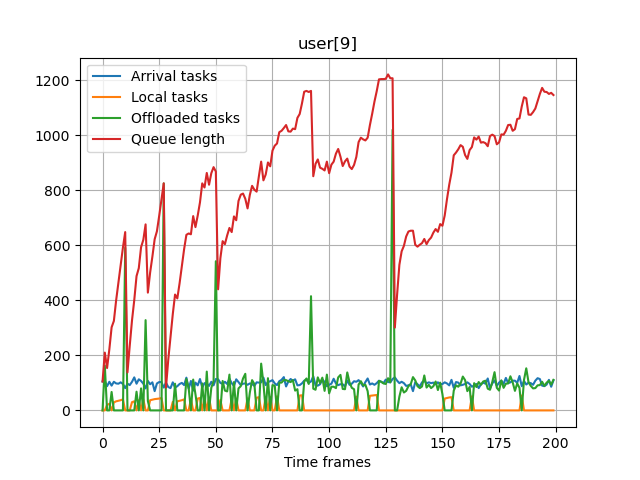 user[9]
Arrival tasks
Local tasks
Offloaded tasks
Queue length
1200
1000
800
600
400
200
0
0 25 50 75 100 125 150 175 200
Time frames